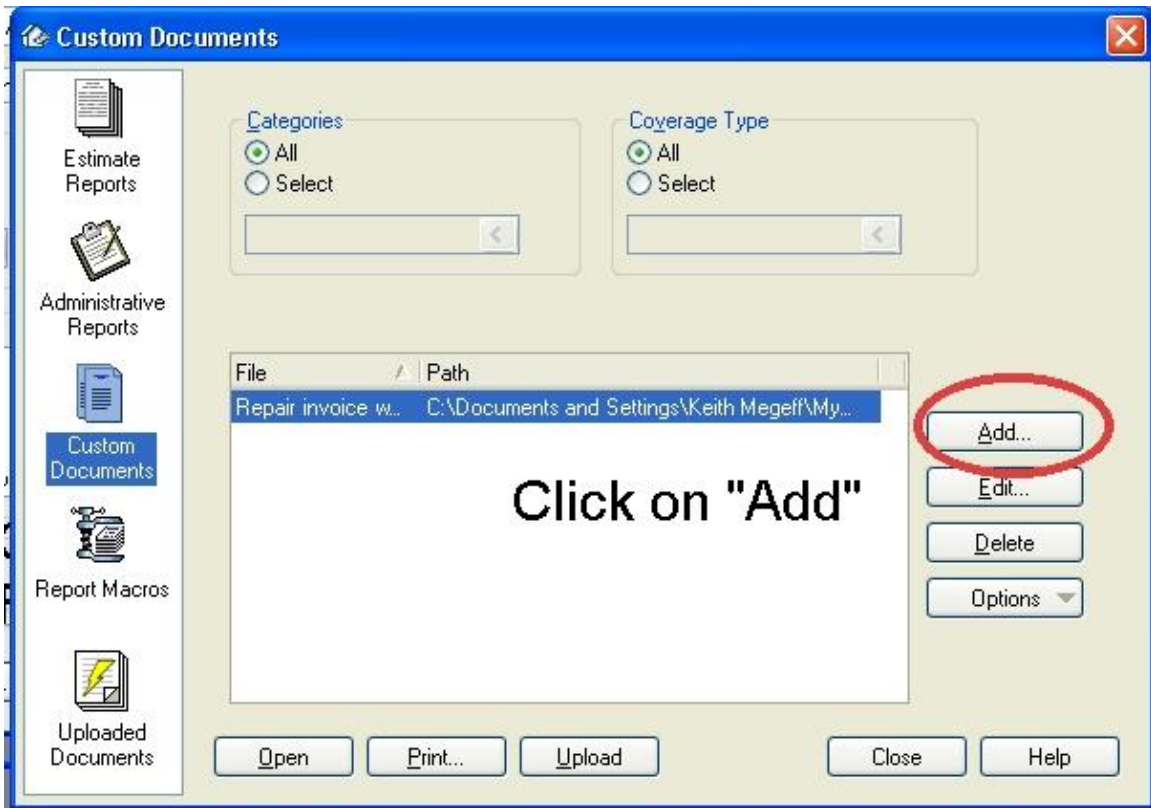 Custom Documents
Estimate
Reports
Administrative
Reports
Custom
Documents
Report Macros
Uploaded
Documents
Categories
All
Select
Coverage Type
All
Select
File
Path
Repair invoice w...
C:\Documents and Settings\Keith Megeff\My...
Click on "Add"
Add...
Edit...
Delete
Options
Open
Print...
Upload
Close
Help